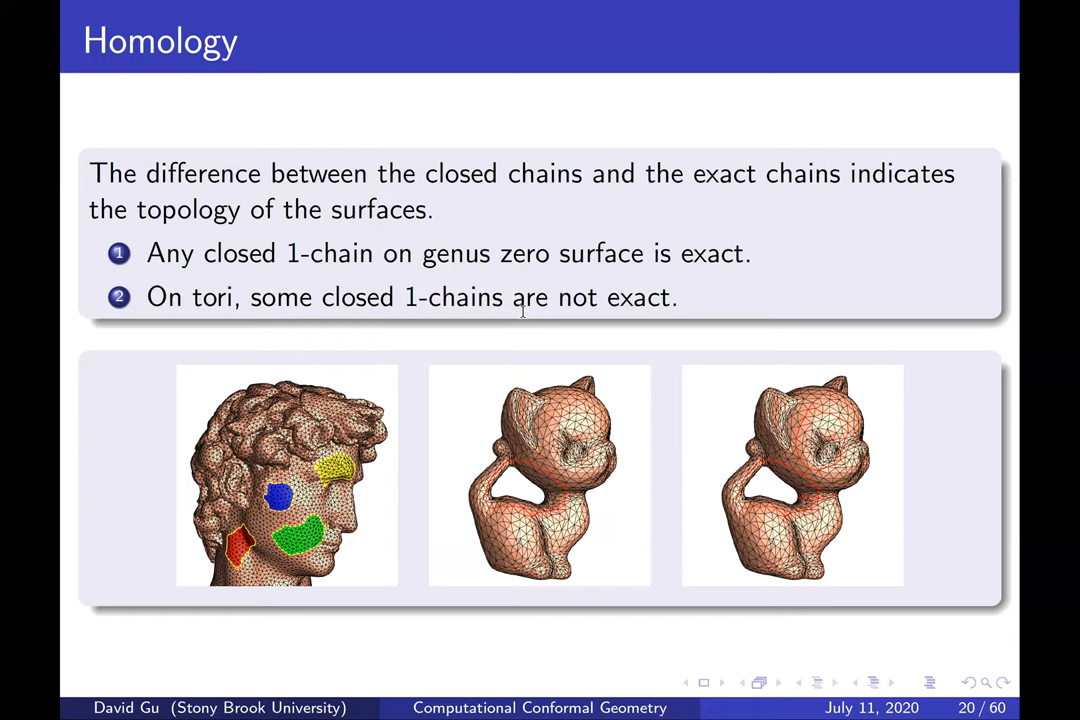 Homology
The difference between the closed chains and the exact chains indicates
the topology of the surfaces.
1 Any closed 1-chain on genus zero surface is exact.
2 On tori, some closed 1-chains are not exact.
David Gu (Stony Brook University) Computational Conformal Geometry July 11, 2020 20 / 60